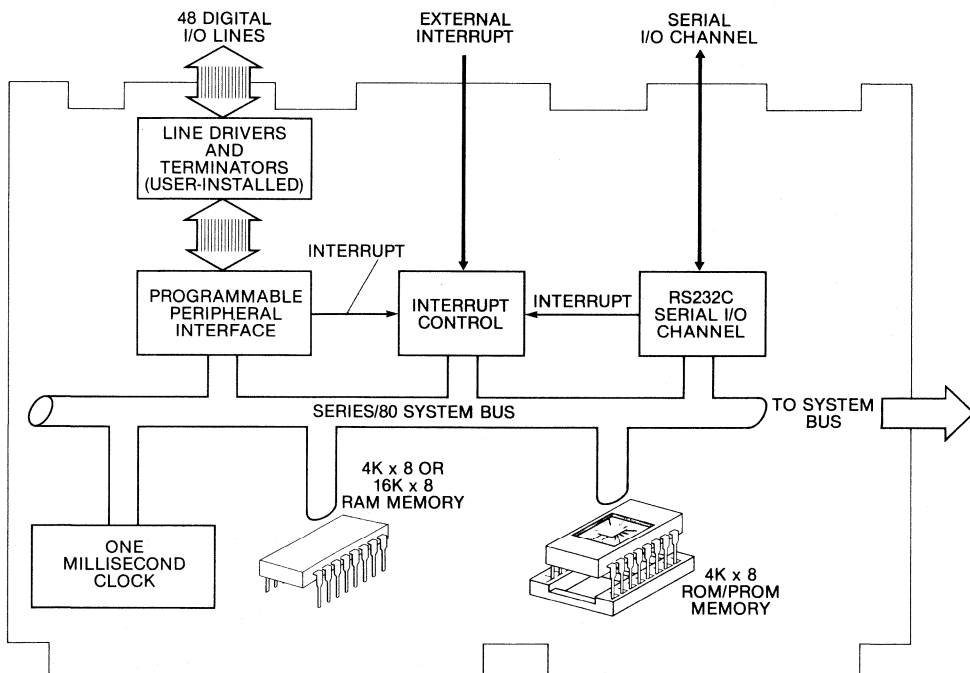 48 DIGITAL
I/O LINES
EXTERNAL
INTERRUPT
SERIAL
I/O CHANNEL
LINE DRIVERS
AND
TERMINATORS
(USER-INSTALLED)
INTERRUPT
PROGRAMMABLE
PERIPHERAL
INTERFACE
INTERRUPT
CONTROL
INTERRUPT
RS232C
SERIAL I/O
CHANNEL
SERIES/80 SYSTEM BUS
TO SYSTEM
BUS
4K x 8 OR
16K x 8
RAM MEMORY
ONE
MILLISECOND
CLOCK
4K x 8
ROM/PROM
MEMORY